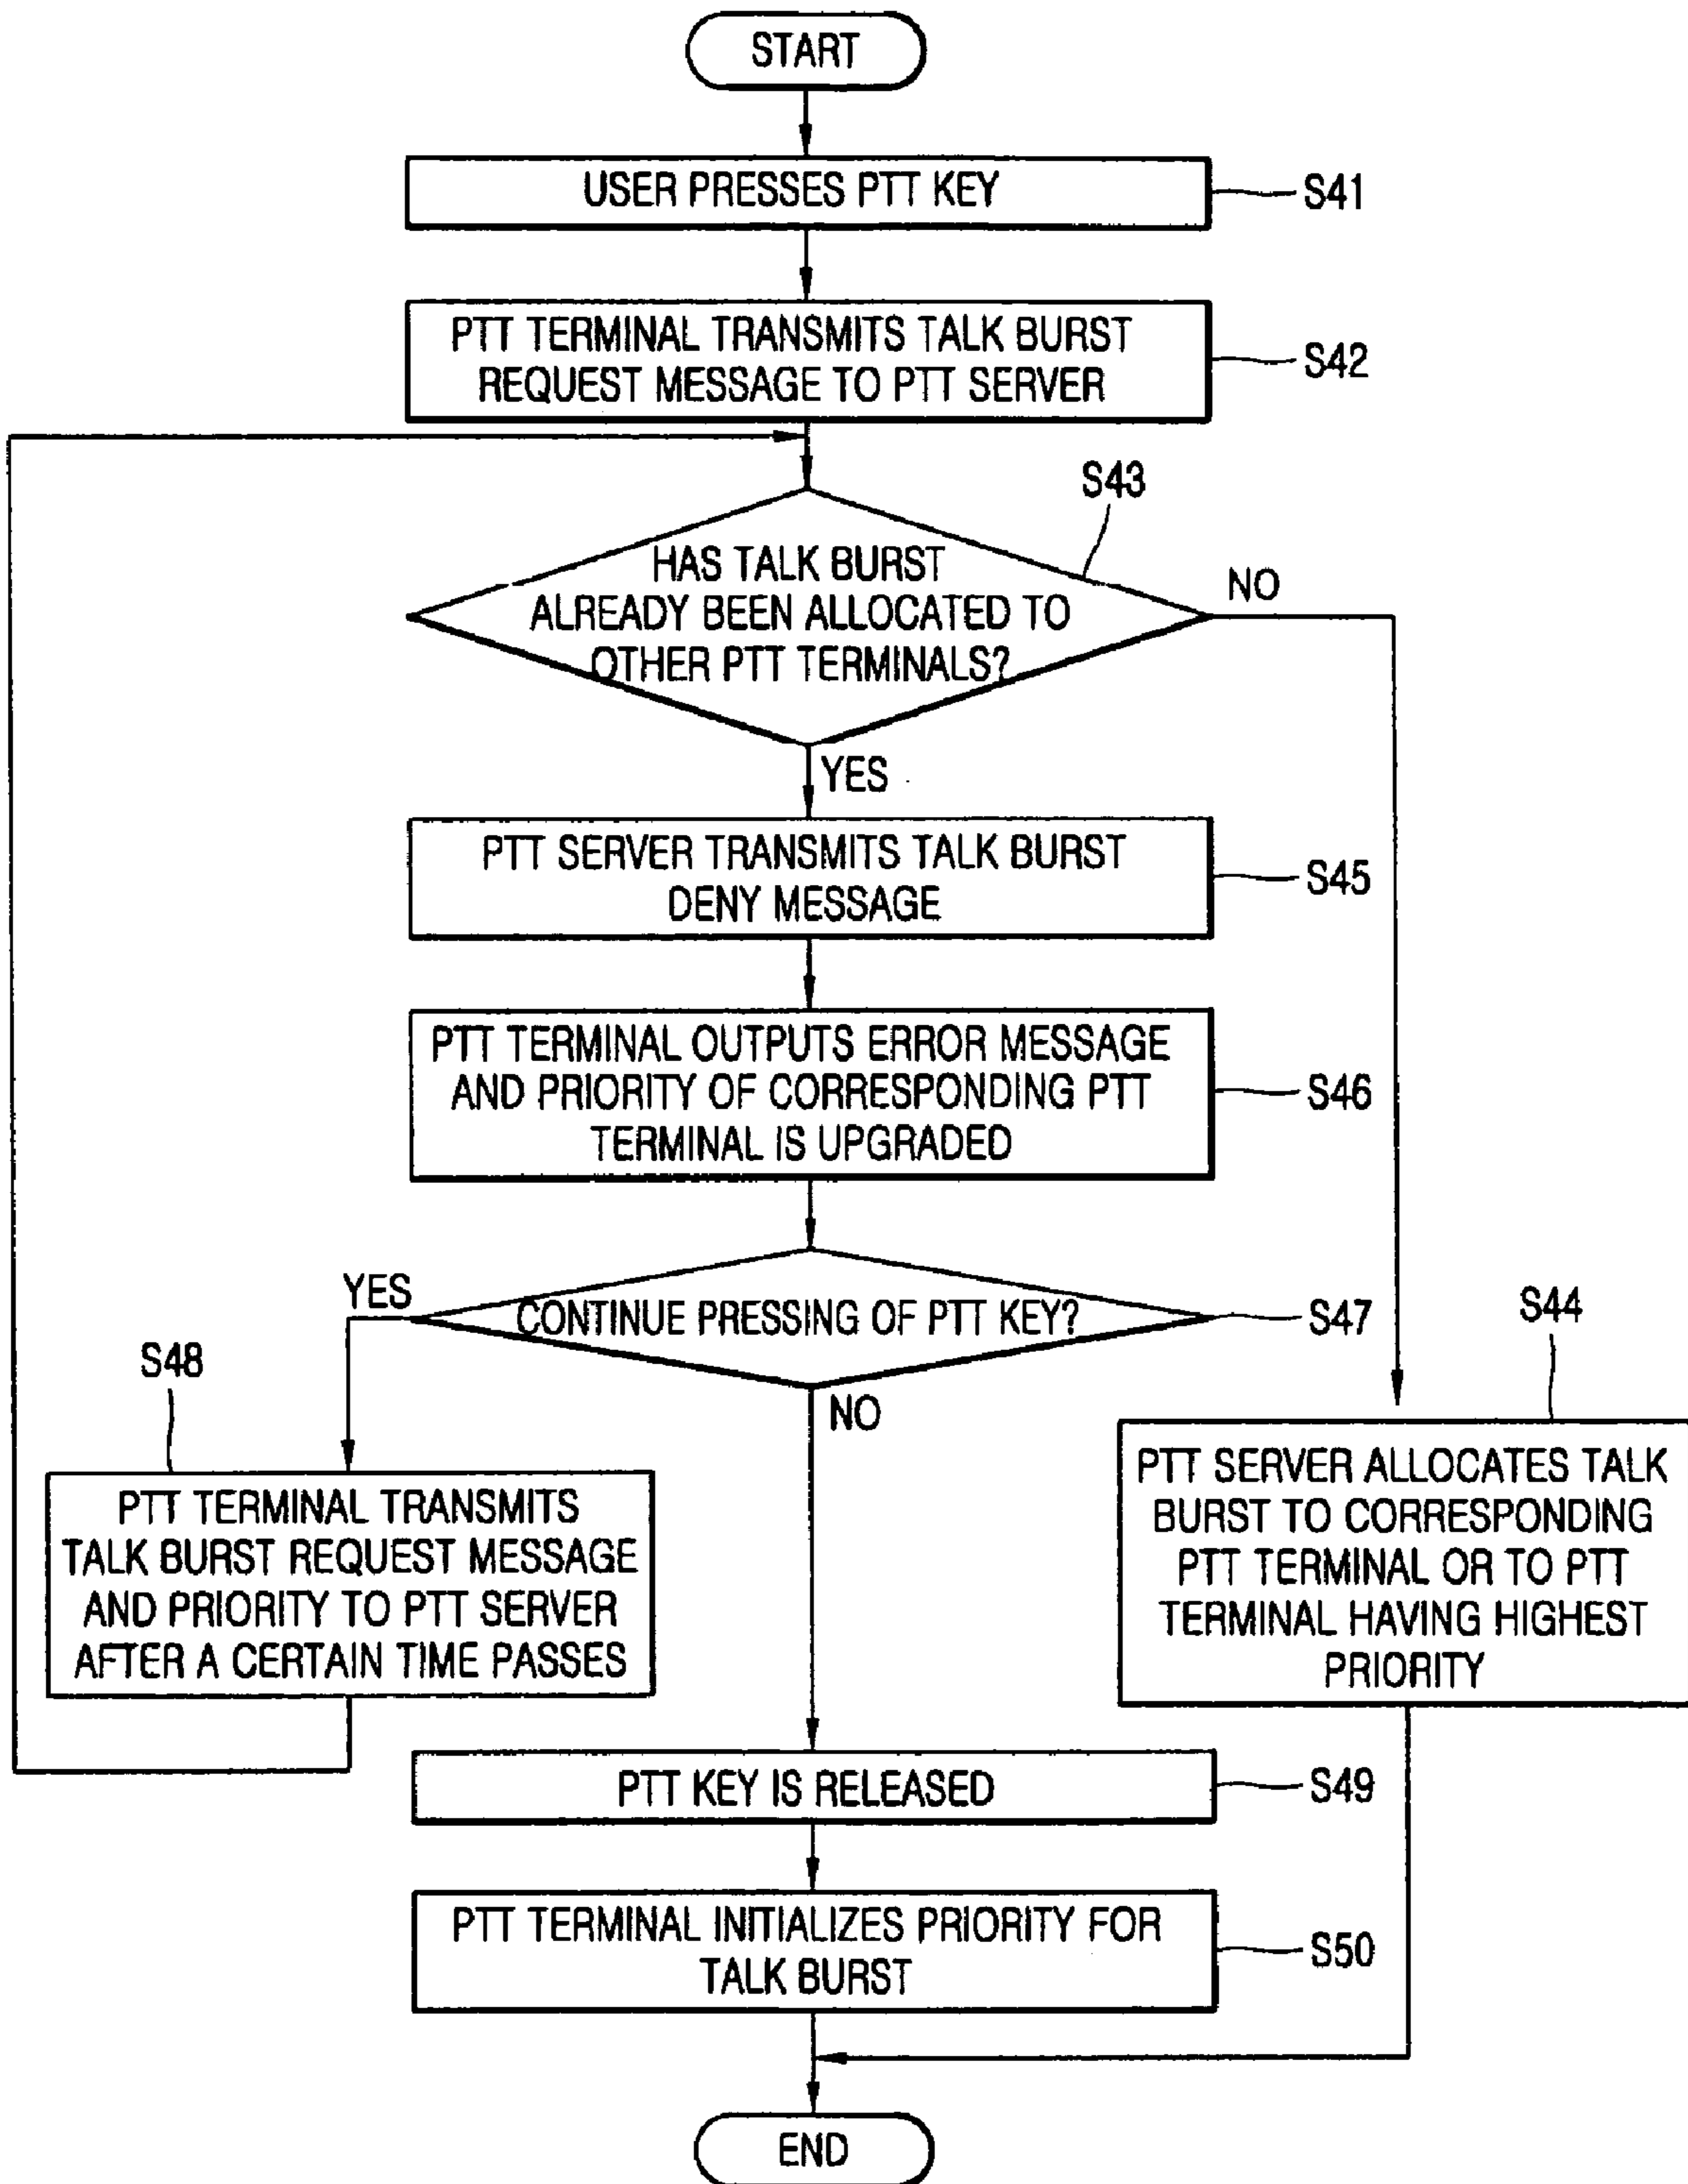 START
USER PRESSES PTT KEY
S41
PTT TERMINAL TRANSMITS TALK BURST
REQUEST MESSAGE TO PTT SERVER
S42
S43
HAS TALK BURST
ALREADY BEEN ALLOCATED TO
OTHER PTT TERMINALS?
NO
YES
PTT SERVER TRANSMITS TALK BURST
DENY MESSAGE
S45
PTT TERMINAL OUTPUTS ERROR MESSAGE
AND PRIORITY OF CORRESPONDING PTT
TERMINAL IS UPGRADED
S46
YES
CONTINUE PRESSING OF PTT KEY?
S47
NO
S48
PTT TERMINAL TRANSMITS
TALK BURST REQUEST MESSAGE
AND PRIORITY TO PTT SERVER
AFTER A CERTAIN TIME PASSES
S44
PTT SERVER ALLOCATES TALK
BURST TO CORRESPONDING
PTT TERMINAL OR TO PTT
TERMINAL HAVING HIGHEST
PRIORITY
PTT KEY IS RELEASED
S49
PTT TERMINAL INITIALIZES PRIORITY FOR
TALK BURST
S50
END